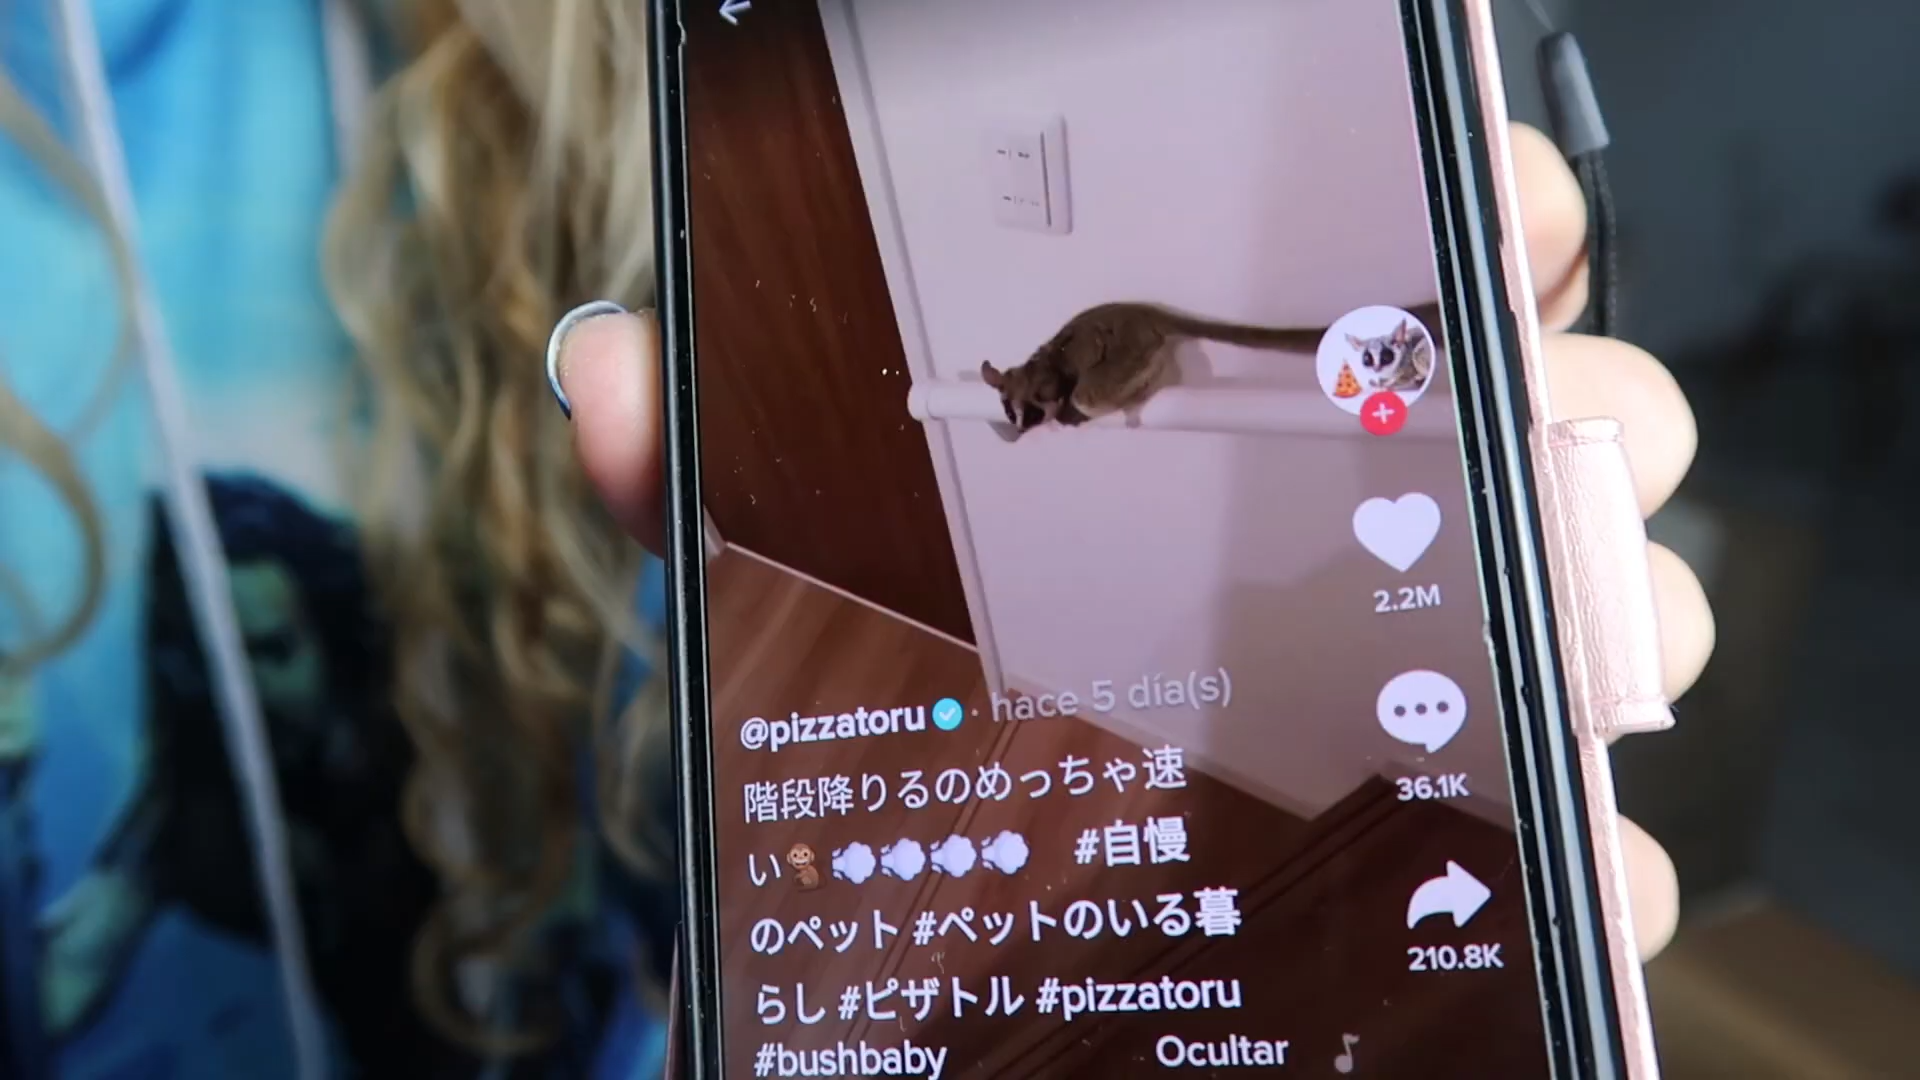 2.2M
@pizzatoru · hace 5 día(s)
階段降りるのめっちゃ速
い🐒💨💨💨💨 #自慢
36.1K
のペット #ペットのいる暮
らし #ピザトル #pizzatoru
210.8K
#bushbaby Ocultar